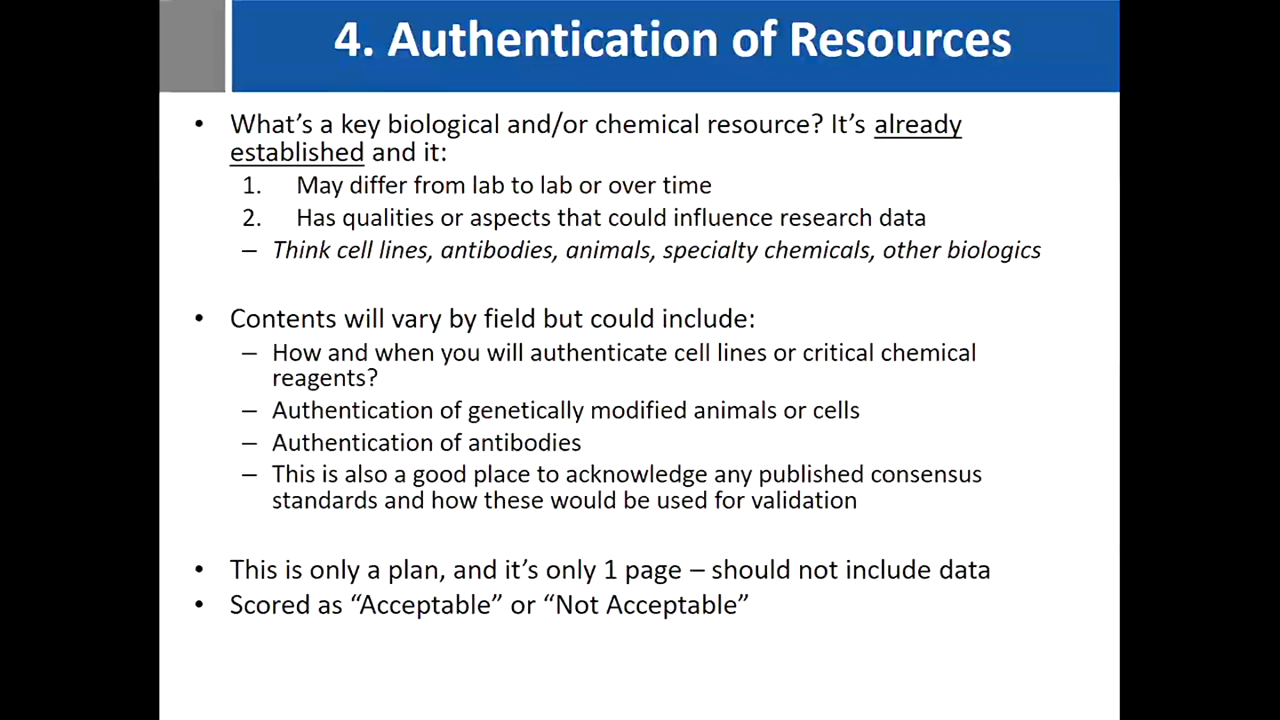 4. Authentication of Resources
• What’s a key biological and/or chemical resource? It’s already
established and it:
1. May differ from lab to lab or over time
2. Has qualities or aspects that could influence research data
– Think cell lines, antibodies, animals, specialty chemicals, other biologics
• Contents will vary by field but could include:
– How and when you will authenticate cell lines or critical chemical
reagents?
– Authentication of genetically modified animals or cells
– Authentication of antibodies
– This is also a good place to acknowledge any published consensus
standards and how these would be used for validation
• This is only a plan, and it’s only 1 page – should not include data
• Scored as “Acceptable” or “Not Acceptable”